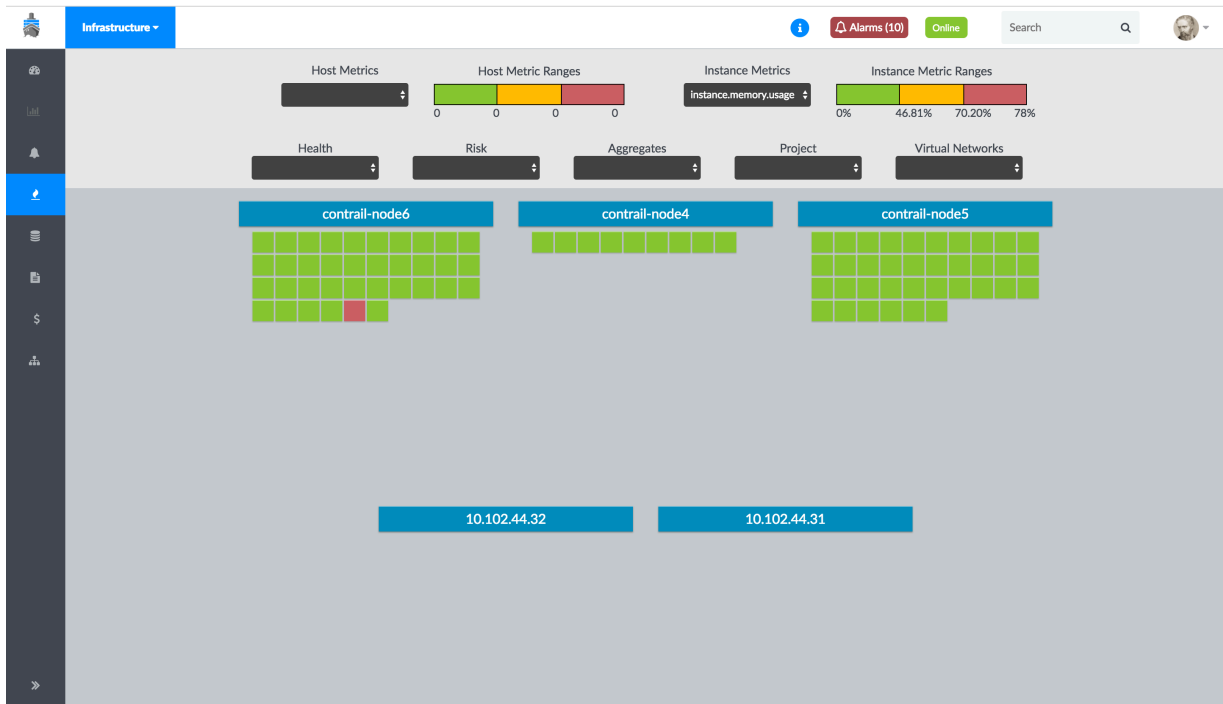 Infrastructure
Alarms (10)
Online
Search
Host Metrics
Host Metric Ranges
Instance Metrics
Instance Metric Ranges
instance.memory.usage
0 0 0 0
0% 46.81% 70.20% 78%
Health
Risk
Aggregates
Project
Virtual Networks
contrail-node6
contrail-node4
contrail-node5
10.102.44.32
10.102.44.31